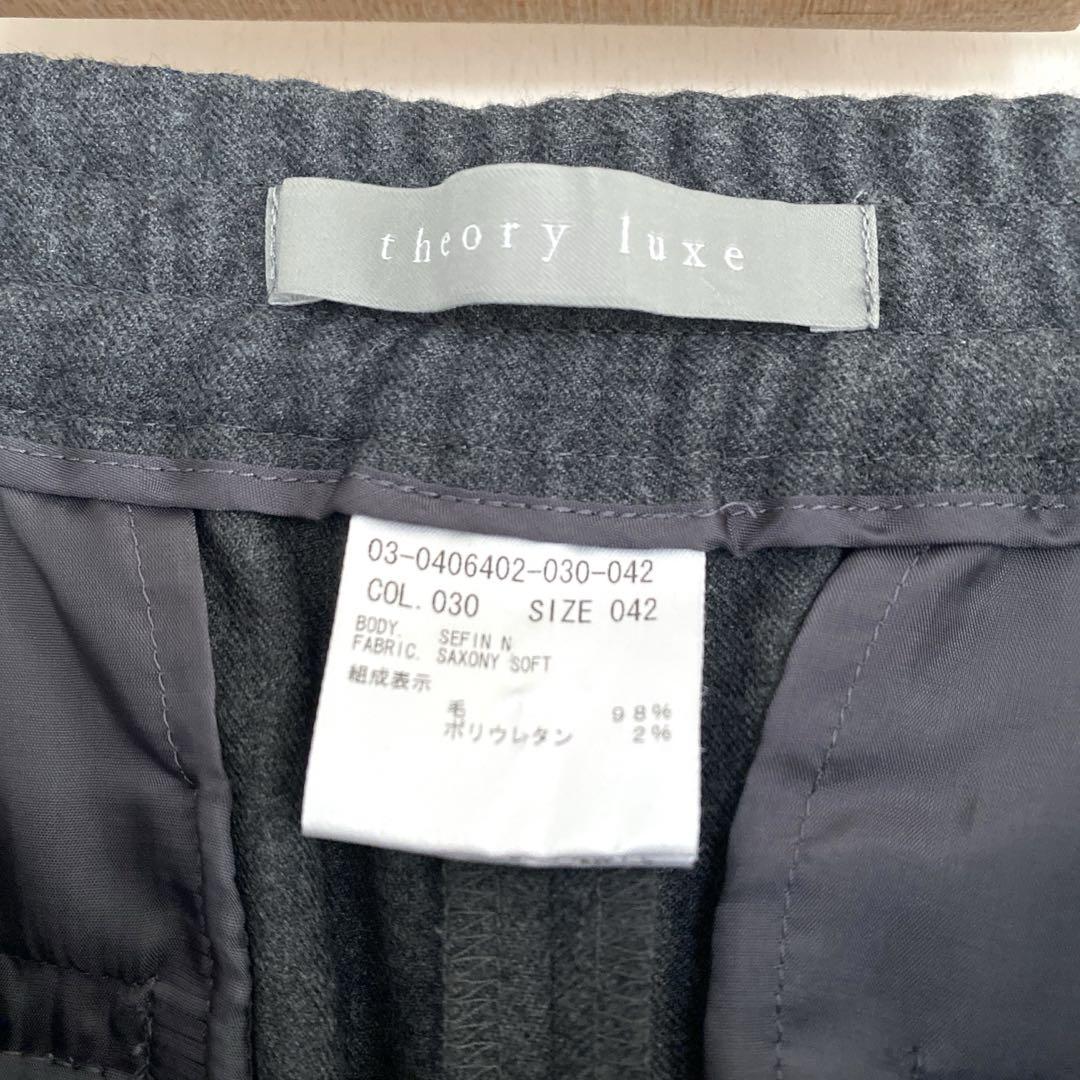 theory luxe
03-0406402-030-042
COL. 030 SIZE 042
BODY. SEFIN N
FABRIC. SAXONY SOFT
組成表示
毛 98%
ポリウレタン 2%